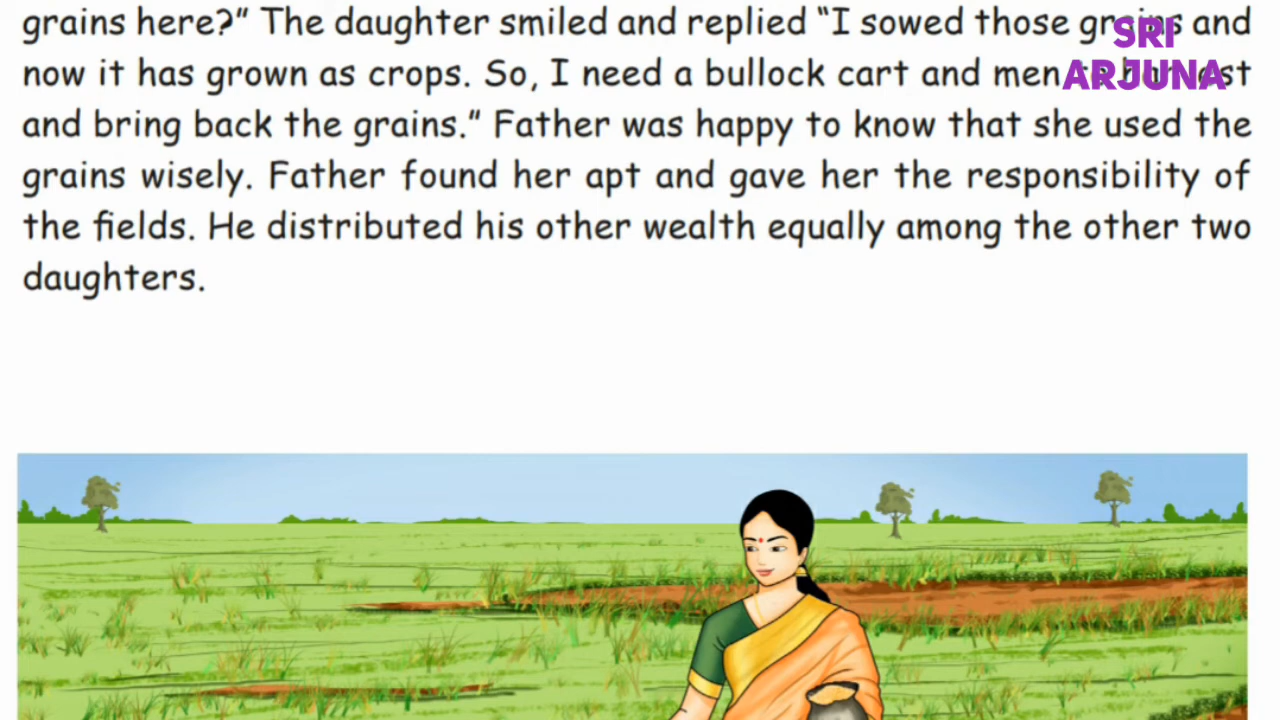 grains here?” The daughter smiled and replied “I sowed those grains and
now it has grown as crops. So, I need a bullock cart and men to harvest
and bring back the grains.” Father was happy to know that she used the
grains wisely. Father found her apt and gave her the responsibility of
the fields. He distributed his other wealth equally among the other two
daughters.
SRI
ARJUNA